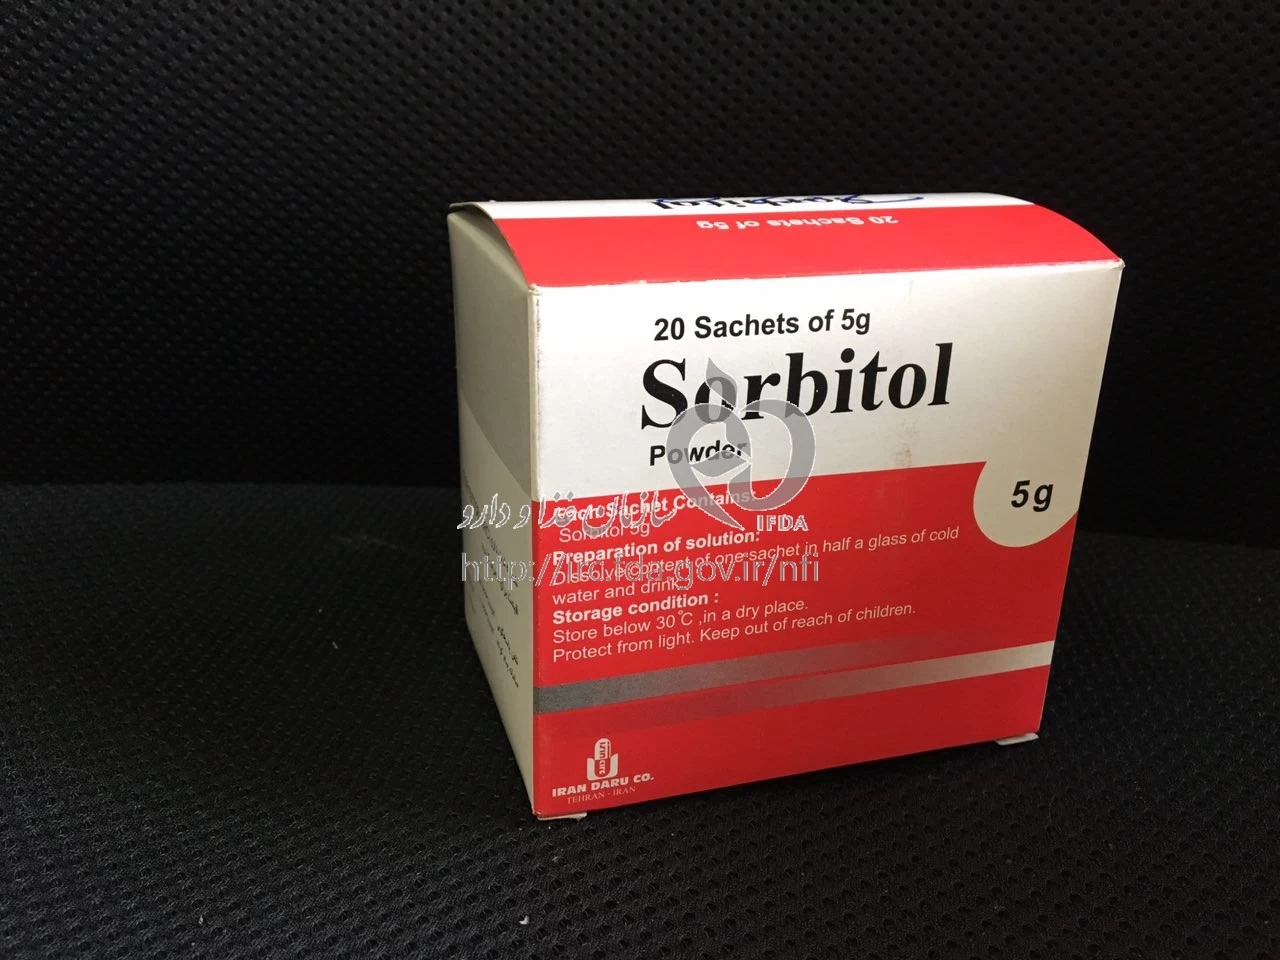 Sorbitol
20 Sachets of 5g
20 Sachets of 5g
Sorbitol
Powder
5g
Each Sachet Contains:
Sorbitol 5g
Preparation of solution:
Dissolve content of one sachet in half a glass of cold
water and drink.
Storage condition :
Store below 30°C ,in a dry place.
Protect from light. Keep out of reach of children.
IRAN DARU CO.
TEHRAN - IRAN
IFDA
سازمان غذا و دارو
http://irc.fda.gov.ir/nfi